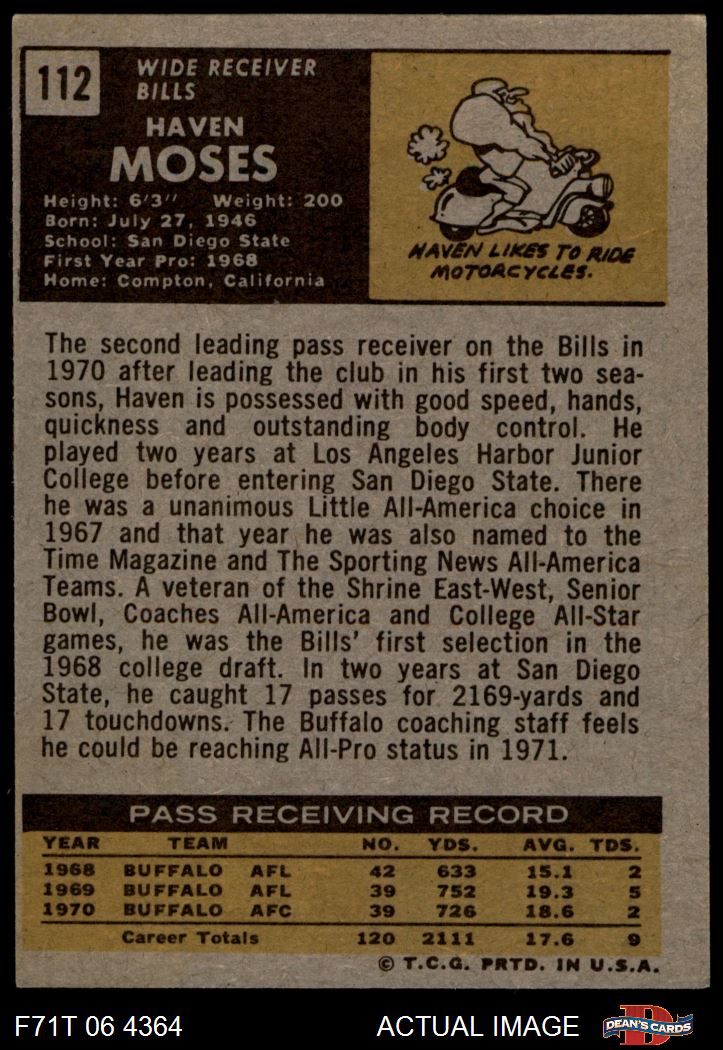 112
WIDE RECEIVER
BILLS
HAVEN
MOSES
Height: 6'3" Weight: 200
Born: July 27, 1946
School: San Diego State
First Year Pro: 1968
Home: Compton, California
HAVEN LIKES TO RIDE
MOTORCYCLES.
The second leading pass receiver on the Bills in
1970 after leading the club in his first two sea-
sons, Haven is possessed with good speed, hands,
quickness and outstanding body control. He
played two years at Los Angeles Harbor Junior
College before entering San Diego State. There
he was a unanimous Little All-America choice in
1967 and that year he was also named to the
Time Magazine and The Sporting News All-America
Teams. A veteran of the Shrine East-West, Senior
Bowl, Coaches All-America and College All-Star
games, he was the Bills' first selection in the
1968 college draft. In two years at San Diego
State, he caught 17 passes for 2169-yards and
17 touchdowns. The Buffalo coaching staff feels
he could be reaching All-Pro status in 1971.
PASS RECEIVING RECORD
YEAR TEAM NO. YDS. AVG. TDS.
1968 BUFFALO AFL 42 633 15.1 2
1969 BUFFALO AFL 39 752 19.3 5
1970 BUFFALO AFC 39 726 18.6 2
Career Totals 120 2111 17.6 9
© T.C.G. PRTD. IN U.S.A.
F71T 06 4364 ACTUAL IMAGE
D
DEAN'S CARDS